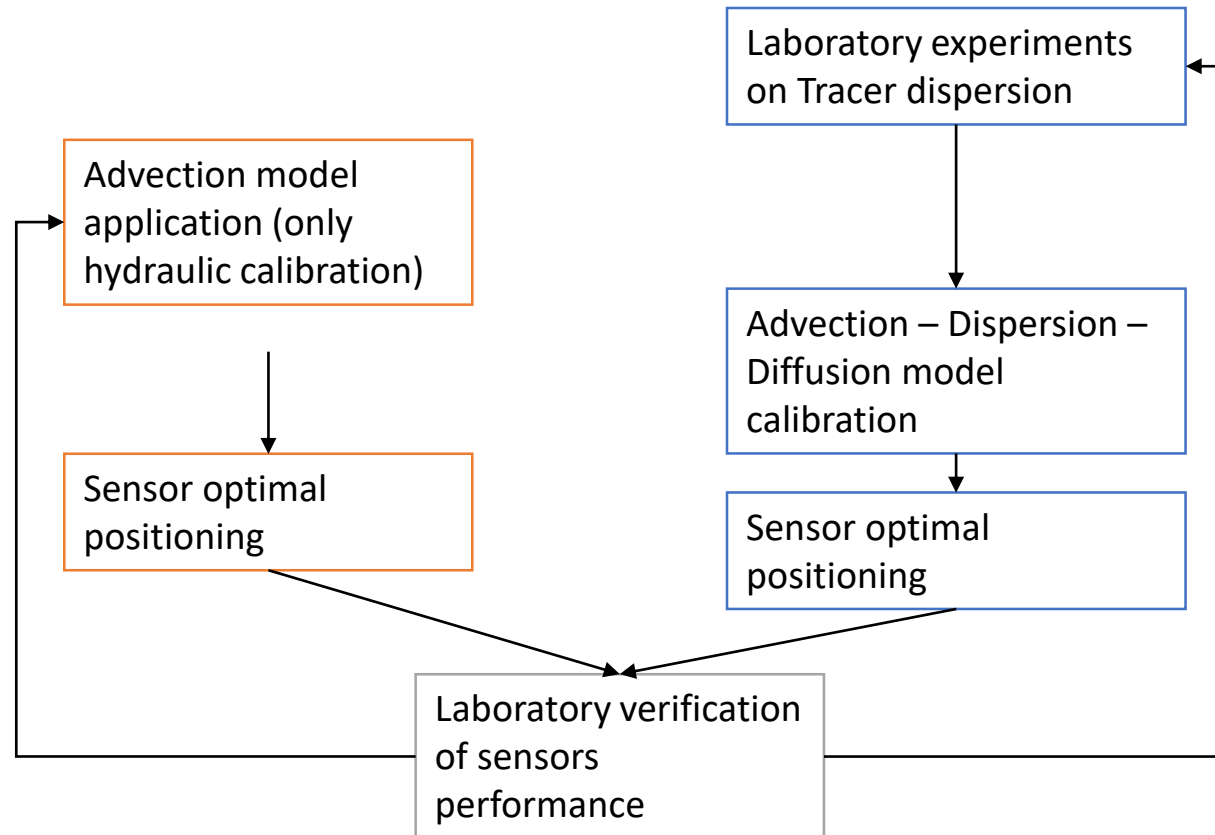 Laboratory experiments
on Tracer dispersion
Advection model
application (only
hydraulic calibration)
Advection – Dispersion –
Diffusion model
calibration
Sensor optimal
positioning
Sensor optimal
positioning
Laboratory verification
of sensors
performance